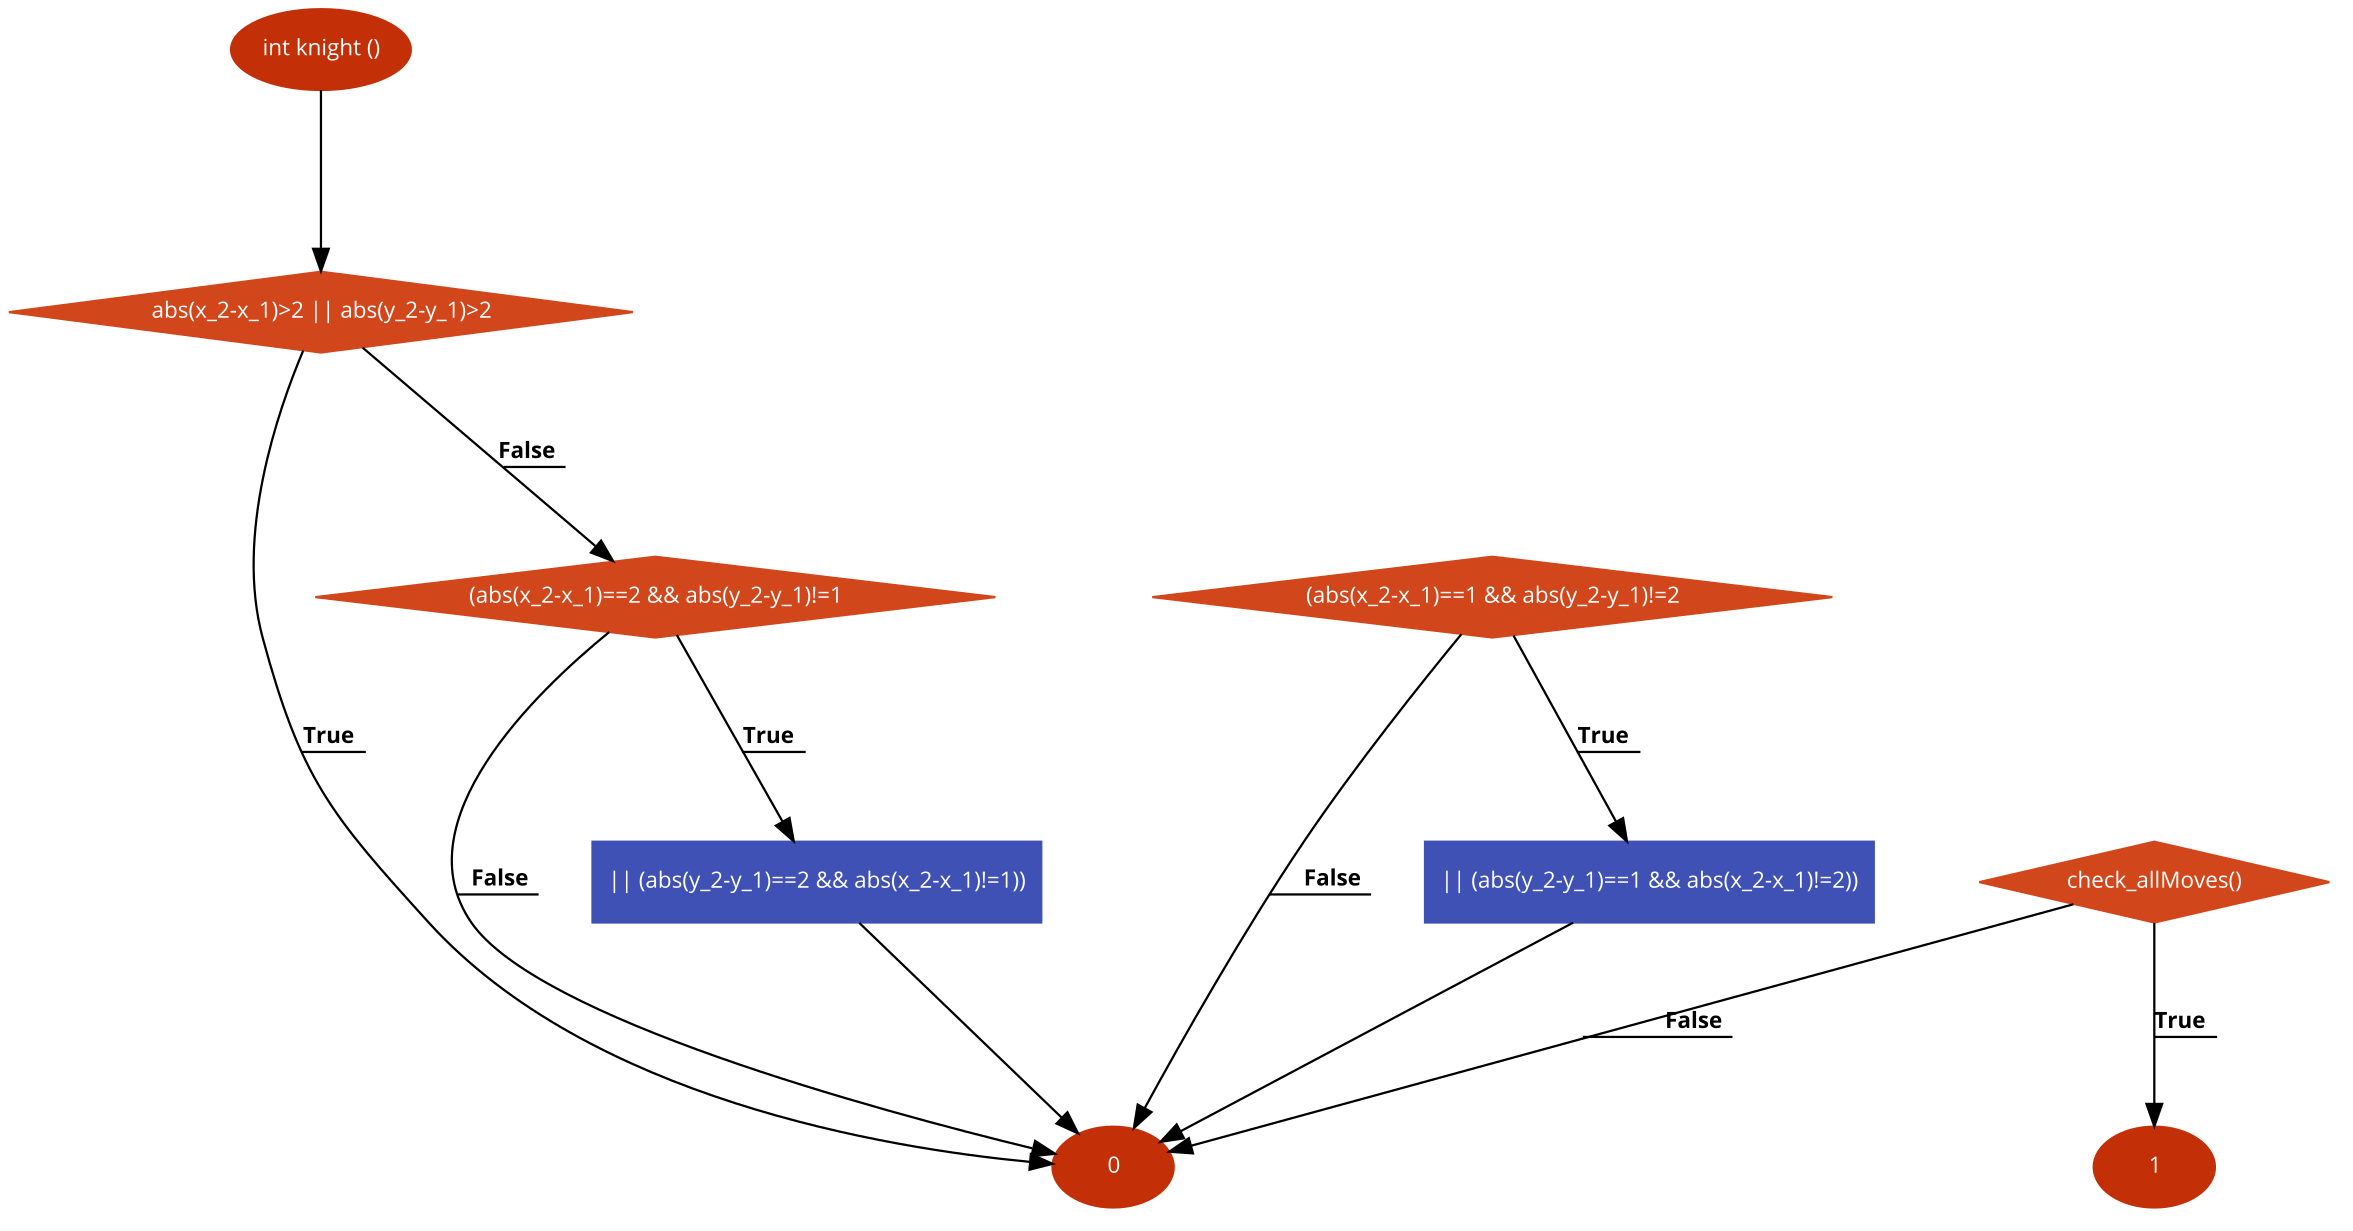 int knight ()
abs(x_2-x_1)>2 || abs(y_2-y_1)>2
False
(abs(x_2-x_1)==2 && abs(y_2-y_1)!=1
(abs(x_2-x_1)==1 && abs(y_2-y_1)!=2
True
True
True
False
|| (abs(y_2-y_1)==2 && abs(x_2-x_1)!=1))
False
|| (abs(y_2-y_1)==1 && abs(x_2-x_1)!=2))
check_allMoves()
False
True
0
1